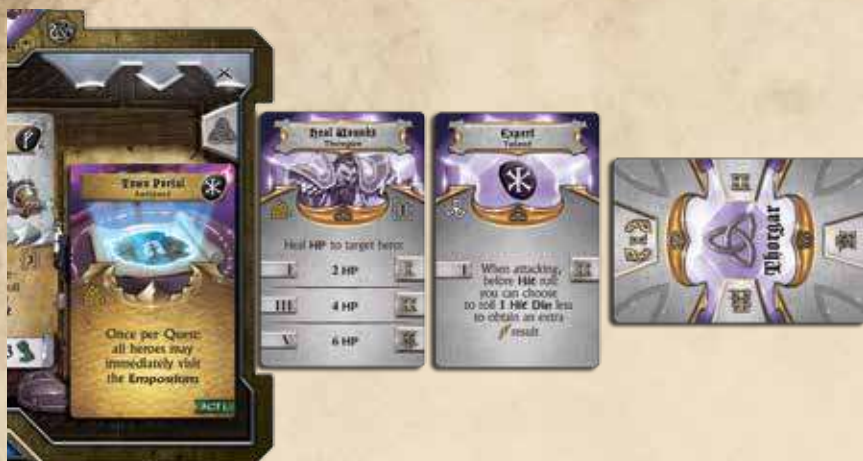 Town Portal
Once per Quest:
all heroes may
immediately visit
the Emporium
ACT I
Heal Wounds
Thorgar
Heal HP to target hero:
I 2 HP
III 4 HP
V 6 HP
Expert
Talent
I When attacking,
before Hit roll
you can choose
to roll 1 Hit Die less
to obtain an extra
result
Thorgar